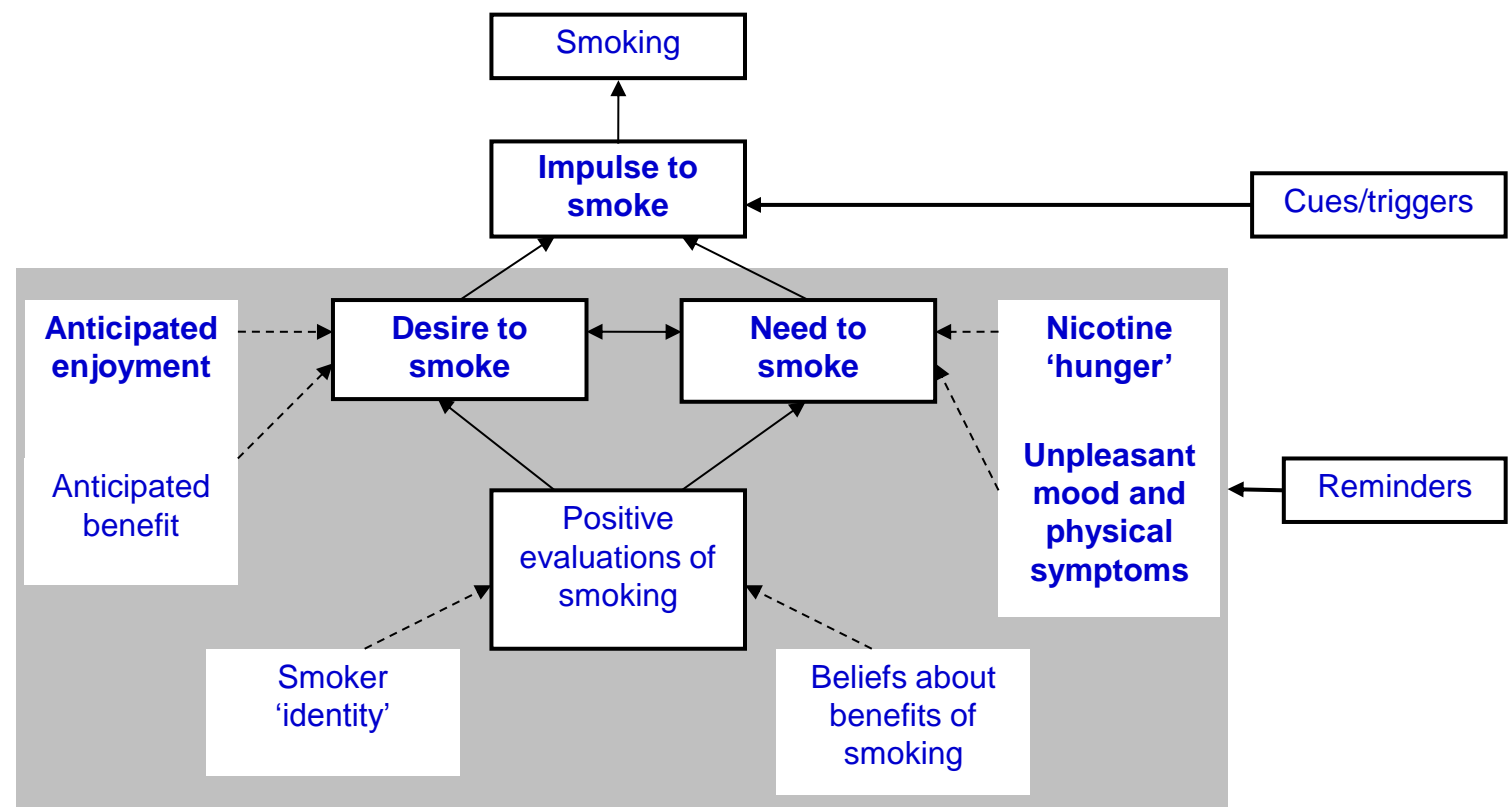 Smoking
Impulse to
smoke
Cues/triggers
Anticipated
enjoyment
Desire to
smoke
Need to
smoke
Nicotine
‘hunger’
Anticipated
benefit
Unpleasant
mood and
physical
symptoms
Reminders
Positive
evaluations of
smoking
Smoker
‘identity’
Beliefs about
benefits of
smoking